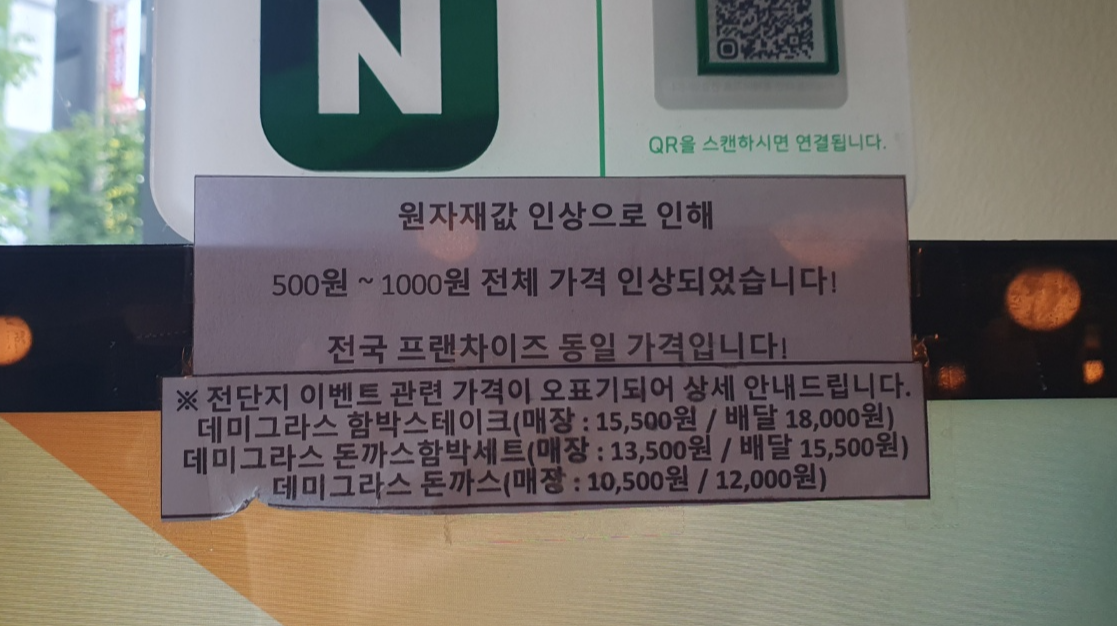 N
QR을 스캔하시면 연결됩니다.
원자재값 인상으로 인해
500원 ~ 1000원 전체 가격 인상되었습니다!
전국 프랜차이즈 동일 가격입니다!
※ 전단지 이벤트 관련 가격이 오표기되어 상세 안내드립니다.
데미그라스 함박스테이크(매장 : 15,500원 / 배달 18,000원)
데미그라스 돈까스함박세트(매장 : 13,500원 / 배달 15,500원)
데미그라스 돈까스(매장 : 10,500원 / 12,000원)